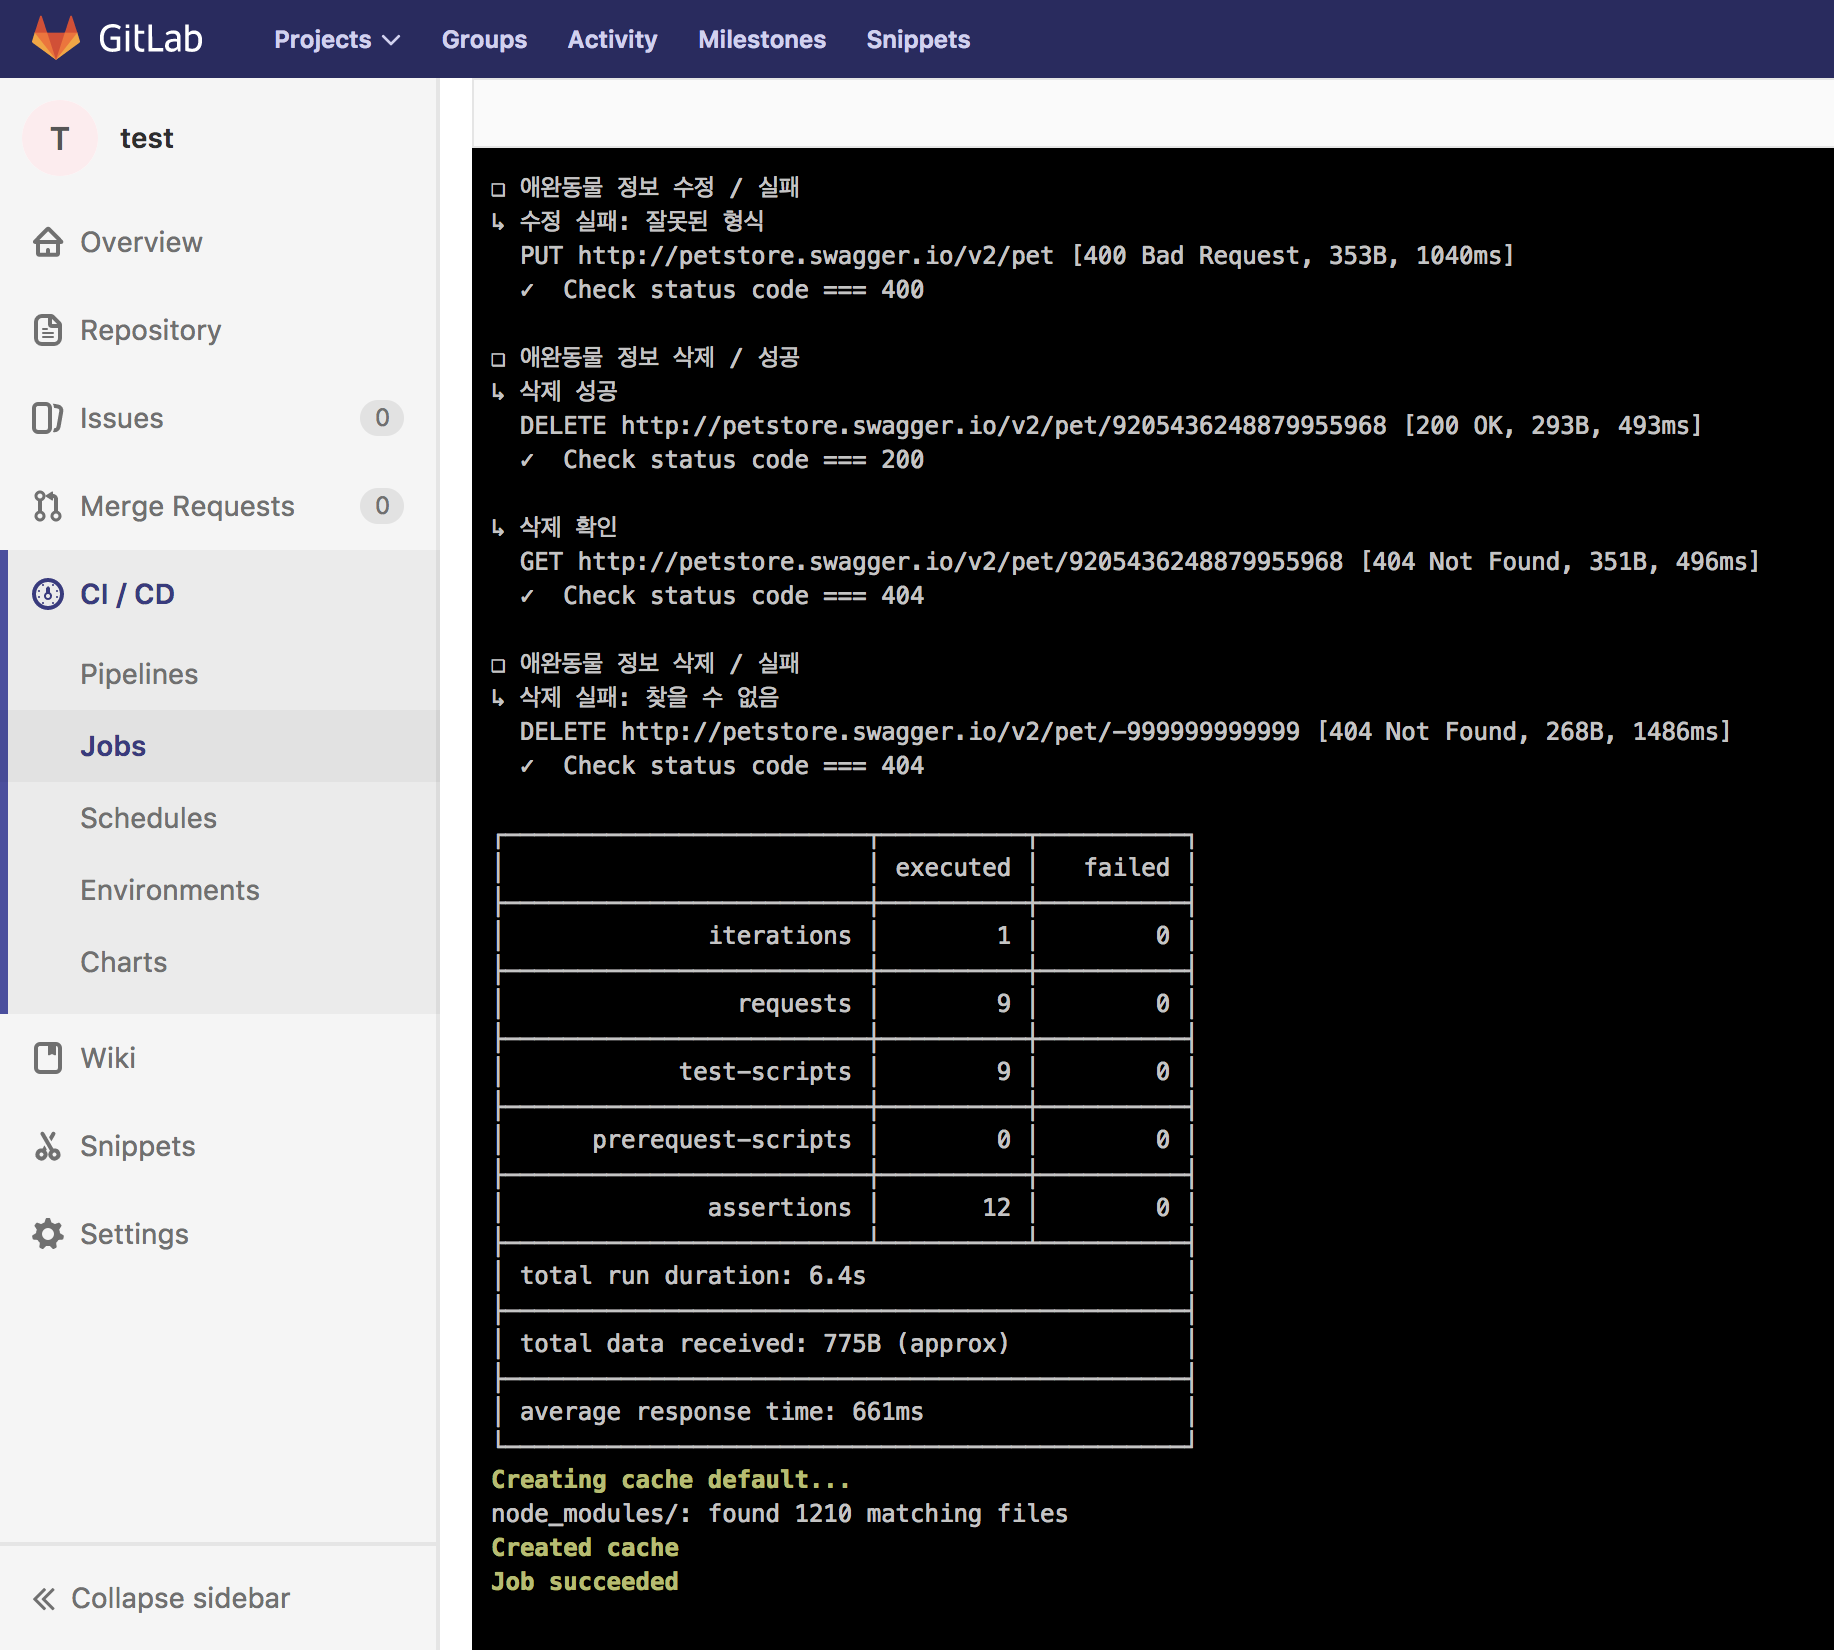 GitLab
Projects
Groups
Activity
Milestones
Snippets
T
test
Overview
Repository
Issues 0
Merge Requests 0
CI / CD
Pipelines
Jobs
Schedules
Environments
Charts
Wiki
Snippets
Settings
Collapse sidebar
❏ 애완동물 정보 수정 / 실패
↳ 수정 실패: 잘못된 형식
PUT http://petstore.swagger.io/v2/pet [400 Bad Request, 353B, 1040ms]
✓ Check status code === 400
❏ 애완동물 정보 삭제 / 성공
↳ 삭제 성공
DELETE http://petstore.swagger.io/v2/pet/9205436248879955968 [200 OK, 293B, 493ms]
✓ Check status code === 200
↳ 삭제 확인
GET http://petstore.swagger.io/v2/pet/9205436248879955968 [404 Not Found, 351B, 496ms]
✓ Check status code === 404
❏ 애완동물 정보 삭제 / 실패
↳ 삭제 실패: 찾을 수 없음
DELETE http://petstore.swagger.io/v2/pet/-999999999999 [404 Not Found, 268B, 1486ms]
✓ Check status code === 404
executed failed
iterations 1 0
requests 9 0
test-scripts 9 0
prerequest-scripts 0 0
assertions 12 0
total run duration: 6.4s
total data received: 775B (approx)
average response time: 661ms
Creating cache default...
node_modules/: found 1210 matching files
Created cache
Job succeeded